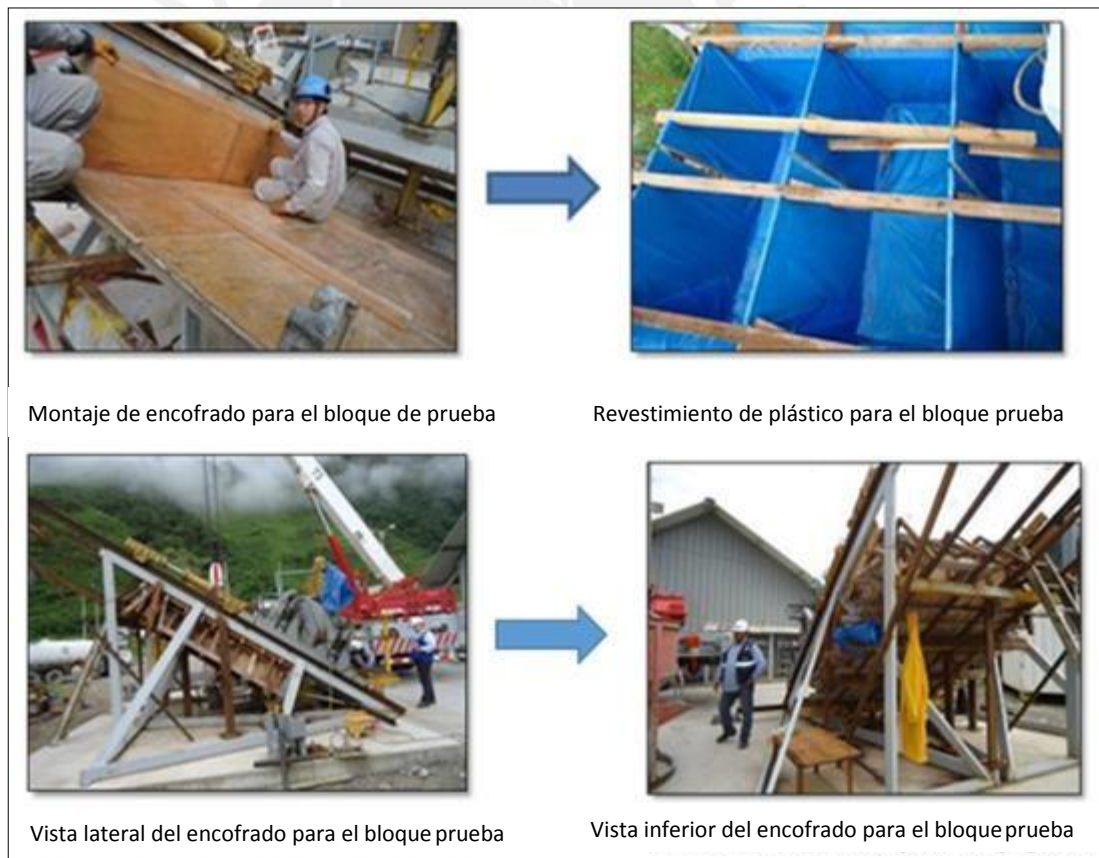 Montaje de encofrado para el bloque de prueba
Revestimiento de plástico para el bloque prueba
Vista lateral del encofrado para el bloque prueba
Vista inferior del encofrado para el bloque prueba